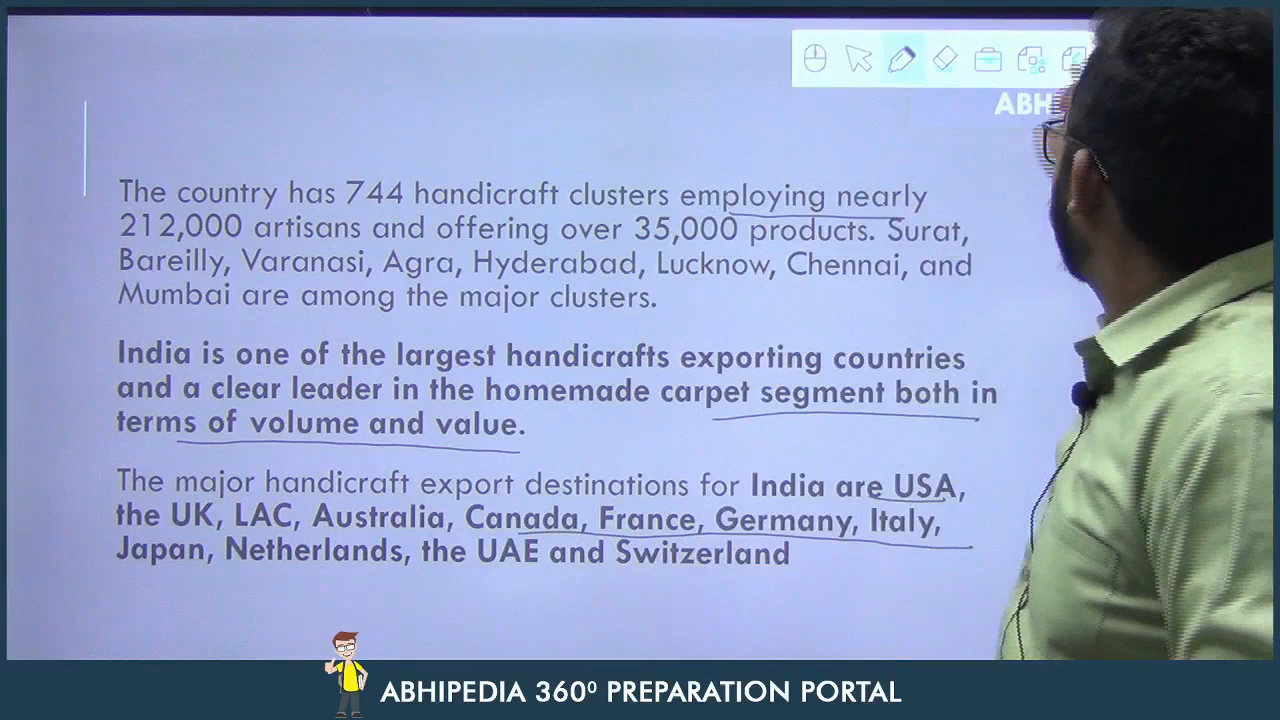 ABH
The country has 744 handicraft clusters employing nearly
212,000 artisans and offering over 35,000 products. Surat,
Bareilly, Varanasi, Agra, Hyderabad, Lucknow, Chennai, and
Mumbai are among the major clusters.
India is one of the largest handicrafts exporting countries
and a clear leader in the homemade carpet segment both in
terms of volume and value.
The major handicraft export destinations for India are USA,
the UK, LAC, Australia, Canada, France, Germany, Italy,
Japan, Netherlands, the UAE and Switzerland
ABHIPEDIA 360⁰ PREPARATION PORTAL